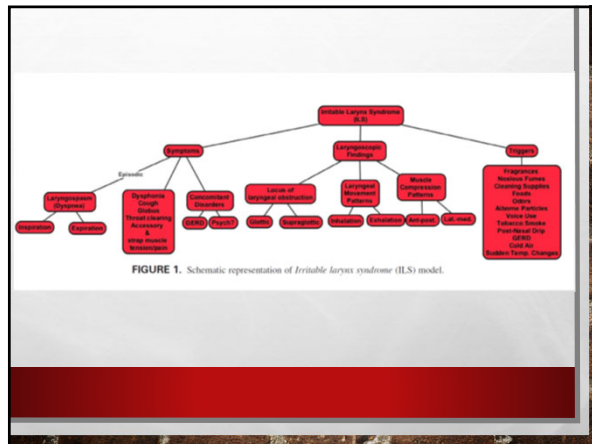 Irritable Larynx Syndrome
(ILS)
Symptoms
Laryngoscopic
Findings
Triggers
Episodic
Laryngospasm
(Dyspnea)
Inspiration
Expiration
Dysphonia
Cough
Globus
Throat clearing
Accessory
&
strap muscle
tension/pain
Concomitant
Disorders
GERD
Psych?
Locus of
laryngeal obstruction
Glottic
Supraglottic
Laryngeal
Movement
Patterns
Inhalation
Exhalation
Muscle
Compression
Patterns
Ant-post.
Lat.-med.
Fragrances
Noxious Fumes
Cleaning Supplies
Foods
Odors
Airborne Particles
Voice Use
Tobacco Smoke
Post-Nasal Drip
GERD
Cold Air
Sudden Temp. Changes
FIGURE 1. Schematic representation of Irritable larynx syndrome (ILS) model.